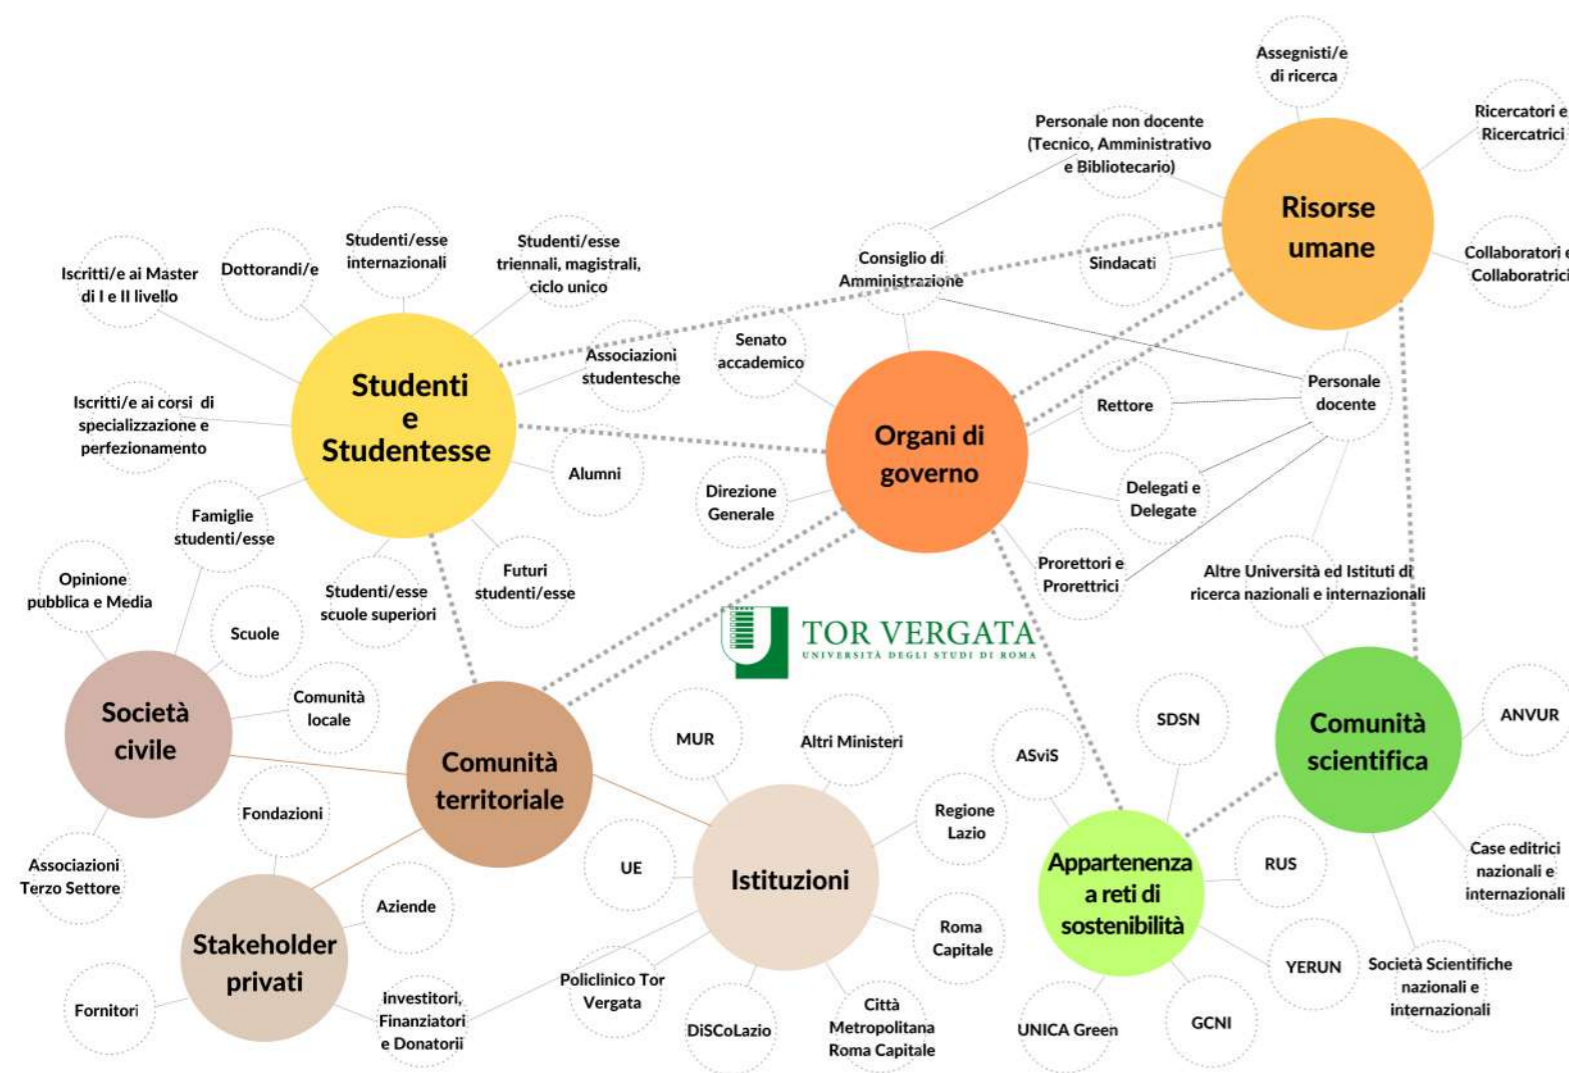 Assegnisti/e
di ricerca
Personale non docente
(Tecnico, Amministrativo
e Bibliotecario)
Ricercatori e
Ricercatrici
Risorse
umane
Sindacati
Collaboratori e
Collaboratrici
Consiglio di
Amministrazione
Studenti/esse
internazionali
Studenti/esse
triennali, magistrali,
ciclo unico
Dottorandi/e
Iscritti/e ai Master
di I e II livello
Senato
accademico
Associazioni
studentesche
Studenti
e
Studentesse
Iscritti/e ai corsi di
specializzazione e
perfezionamento
Personale
docente
Rettore
Organi di
governo
Alumni
Direzione
Generale
Delegati e
Delegate
Famiglie
studenti/esse
Futuri
studenti/esse
Studenti/esse
scuole superiori
Prorettori e
Prorettrici
Altre Università ed Istituti di
ricerca nazionali e internazionali
Opinione
pubblica e Media
Scuole
TOR VERGATA
UNIVERSITÀ DEGLI STUDI DI ROMA
Comunità
locale
Società
civile
MUR
Altri Ministeri
SDSN
ANVUR
Comunità
scientifica
ASviS
Comunità
territoriale
Fondazioni
Regione
Lazio
Associazioni
Terzo Settore
UE
Istituzioni
Appartenenza
a reti di
sostenibilità
RUS
Case editrici
nazionali e
internazionali
Aziende
Stakeholder
privati
Roma
Capitale
YERUN
Società Scientifiche
nazionali e
internazionali
Policlinico Tor
Vergata
Fornitori
Investitori,
Finanziatori
e Donatorii
DiSCoLazio
Città
Metropolitana
Roma Capitale
UNICA Green
GCNI